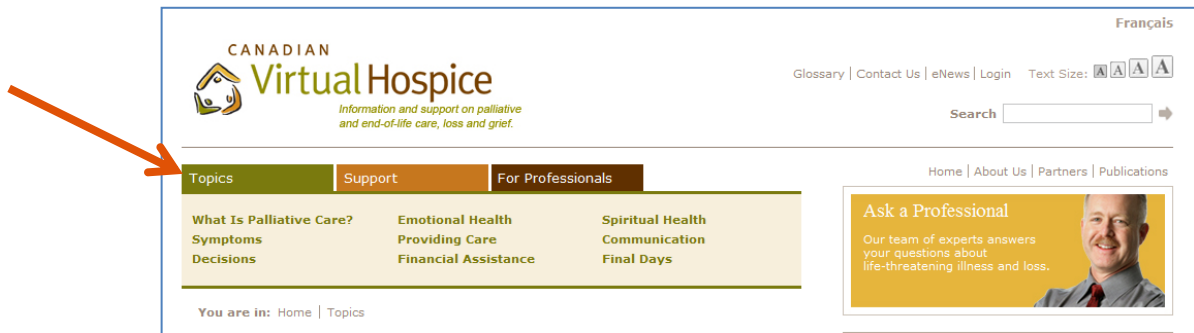 Français
CANADIAN
Virtual Hospice
Information and support on palliative
and end-of-life care, loss and grief.
Glossary | Contact Us | eNews | Login Text Size: A A A A
Search
Topics Support For Professionals
Home | About Us | Partners | Publications
What Is Palliative Care? Emotional Health Spiritual Health
Symptoms Providing Care Communication
Decisions Financial Assistance Final Days
Ask a Professional
Our team of experts answers
your questions about
life-threatening illness and loss.
You are in: Home | Topics